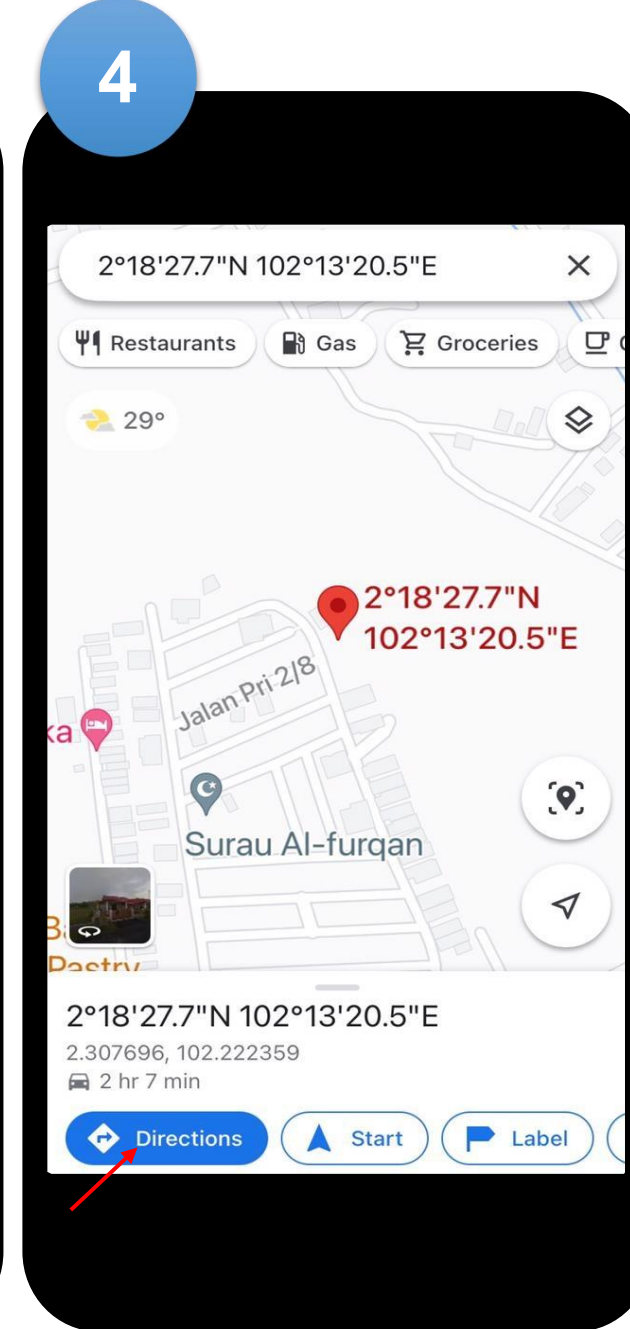 4
2°18'27.7"N 102°13'20.5"E
Restaurants
Gas
Groceries
29°
2°18'27.7"N
102°13'20.5"E
Jalan Pri 2/8
ka
Surau Al-furqan
Pastry
2°18'27.7"N 102°13'20.5"E
2.307696, 102.222359
2 hr 7 min
Directions
Start
Label